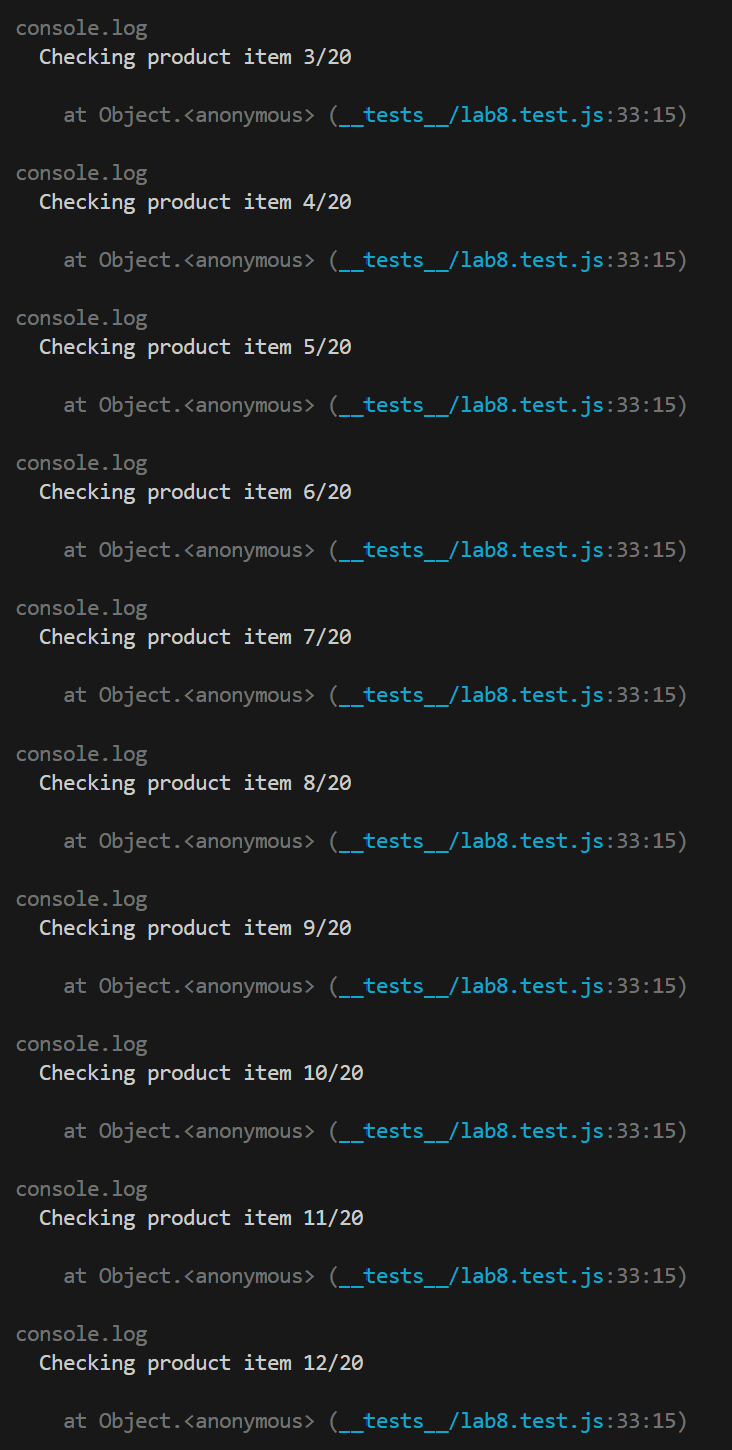 console.log
Checking product item 3/20
at Object.<anonymous> (__tests__/lab8.test.js:33:15)
console.log
Checking product item 4/20
at Object.<anonymous> (__tests__/lab8.test.js:33:15)
console.log
Checking product item 5/20
at Object.<anonymous> (__tests__/lab8.test.js:33:15)
console.log
Checking product item 6/20
at Object.<anonymous> (__tests__/lab8.test.js:33:15)
console.log
Checking product item 7/20
at Object.<anonymous> (__tests__/lab8.test.js:33:15)
console.log
Checking product item 8/20
at Object.<anonymous> (__tests__/lab8.test.js:33:15)
console.log
Checking product item 9/20
at Object.<anonymous> (__tests__/lab8.test.js:33:15)
console.log
Checking product item 10/20
at Object.<anonymous> (__tests__/lab8.test.js:33:15)
console.log
Checking product item 11/20
at Object.<anonymous> (__tests__/lab8.test.js:33:15)
console.log
Checking product item 12/20
at Object.<anonymous> (__tests__/lab8.test.js:33:15)